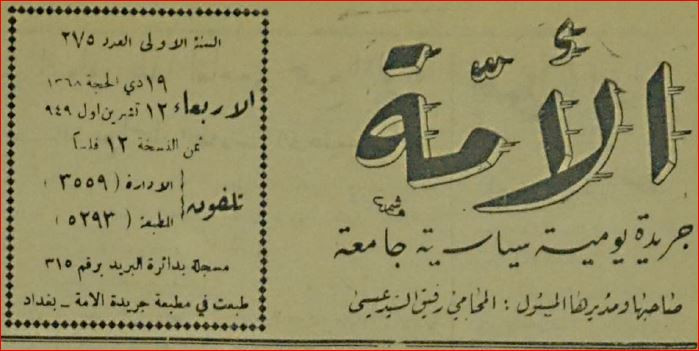 الأمة
جريدة يومية سياسية جامعة
صاحبها ومديرها المسئول : المحامي رفيق السيد عيسى
السنة الاولى العدد ٢٧٥
١٩ ذي الحجة ١٣٦٨
الاربعاء ١٢ تشرين اول ٩٤٩
ثمن النسخة ١٢ فلساً
تلفون
الادارة ( ٣٥٥٩ )
المطبعة ( ٥٢٩٣ )
مسجلة بدائرة البريد برقم ٣١٥
طبعت في مطبعة جريدة الامة - بغداد